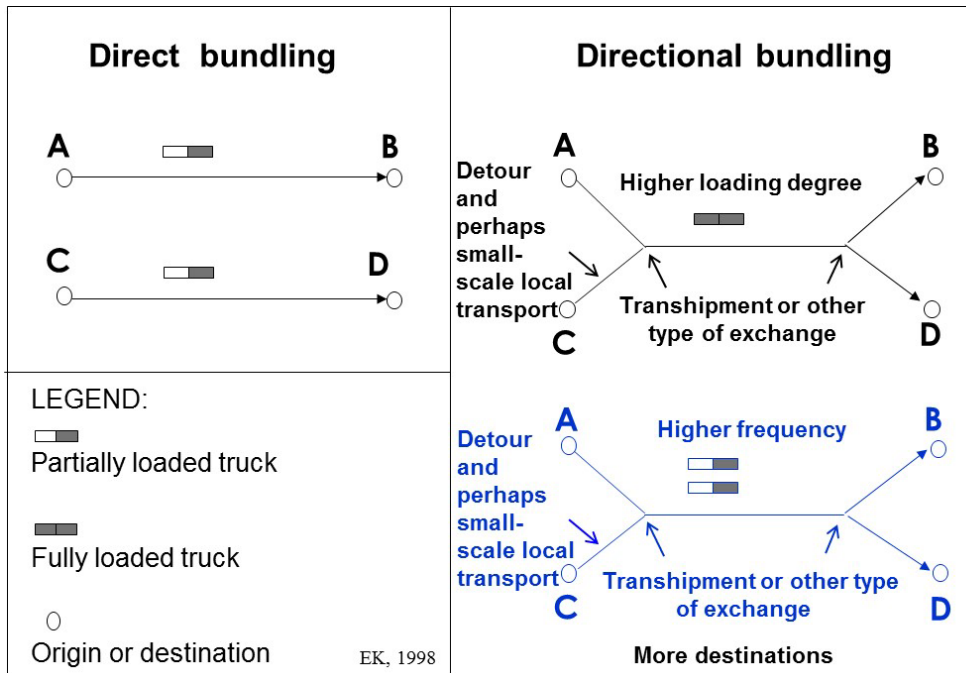 Direct bundling
A
B
C
D
LEGEND:
Partially loaded truck
Fully loaded truck
Origin or destination
EK, 1998
Directional bundling
A
B
Detour
and
perhaps
small-
scale local
transport
Higher loading degree
Transhipment or other
type of exchange
C
D
A
B
Detour
and
perhaps
small-
scale local
transport
Higher frequency
Transhipment or other type
of exchange
C
D
More destinations